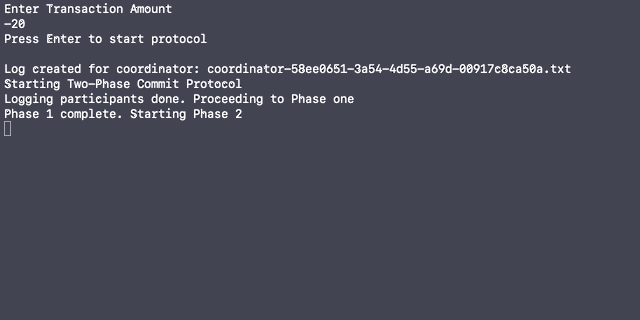 Enter Transaction Amount
-20
Press Enter to start protocol
Log created for coordinator: coordinator-58ee0651-3a54-4d55-a69d-00917c8ca50a.txt
Starting Two-Phase Commit Protocol
Logging participants done. Proceeding to Phase one
Phase 1 complete. Starting Phase 2